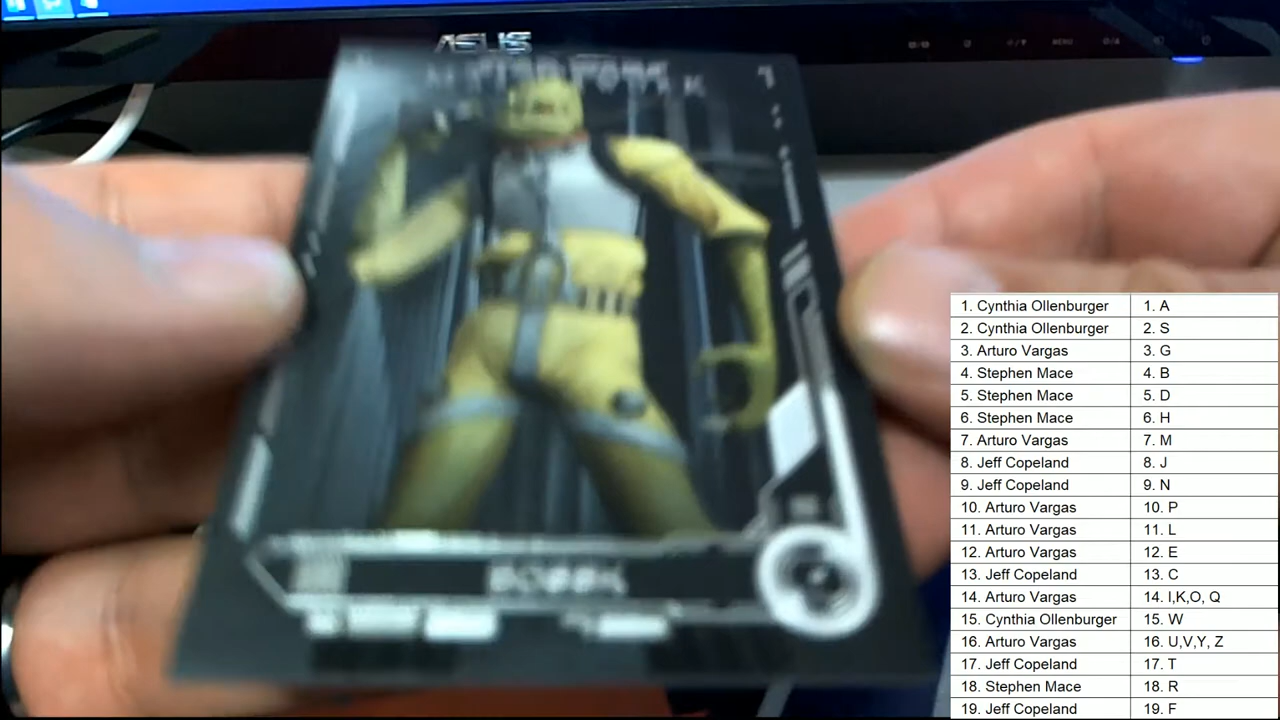 ASUS
MENU
BOSSK
1. Cynthia Ollenburger 1. A
2. Cynthia Ollenburger 2. S
3. Arturo Vargas 3. G
4. Stephen Mace 4. B
5. Stephen Mace 5. D
6. Stephen Mace 6. H
7. Arturo Vargas 7. M
8. Jeff Copeland 8. J
9. Jeff Copeland 9. N
10. Arturo Vargas 10. P
11. Arturo Vargas 11. L
12. Arturo Vargas 12. E
13. Jeff Copeland 13. C
14. Arturo Vargas 14. I,K,O, Q
15. Cynthia Ollenburger 15. W
16. Arturo Vargas 16. U,V,Y, Z
17. Jeff Copeland 17. T
18. Stephen Mace 18. R
19. Jeff Copeland 19. F